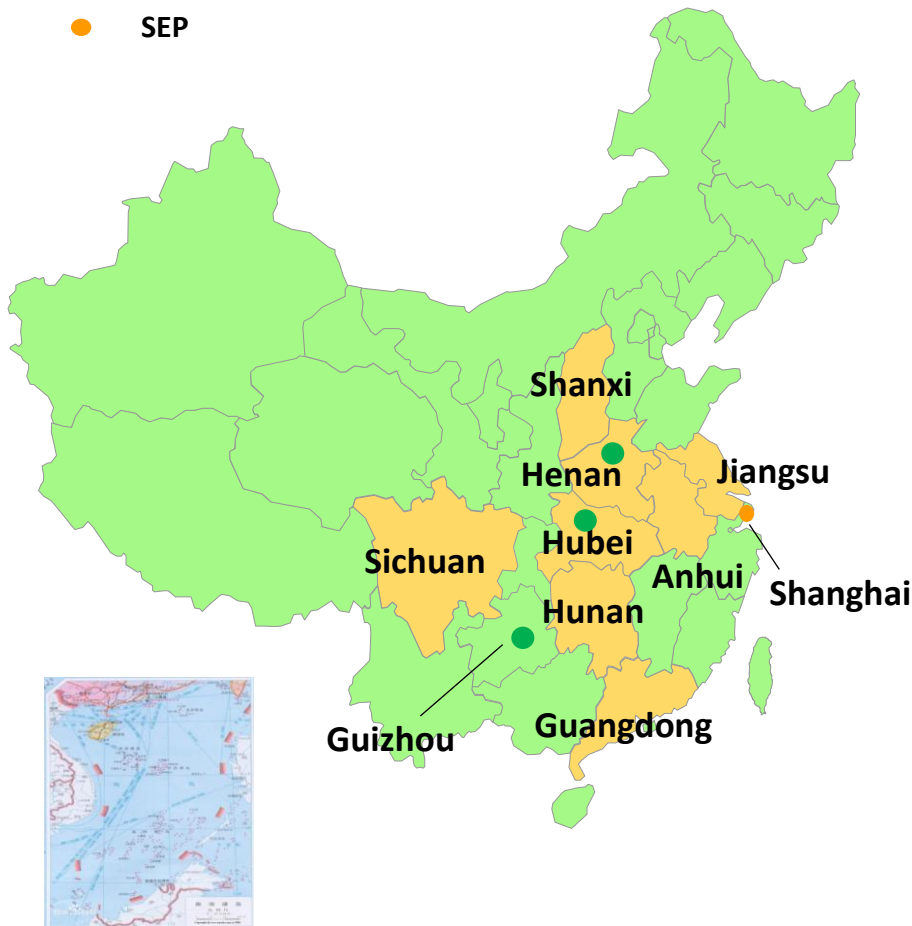 SEP
Shanxi
Henan
Jiangsu
Hubei
Sichuan
Anhui
Shanghai
Hunan
Guizhou
Guangdong